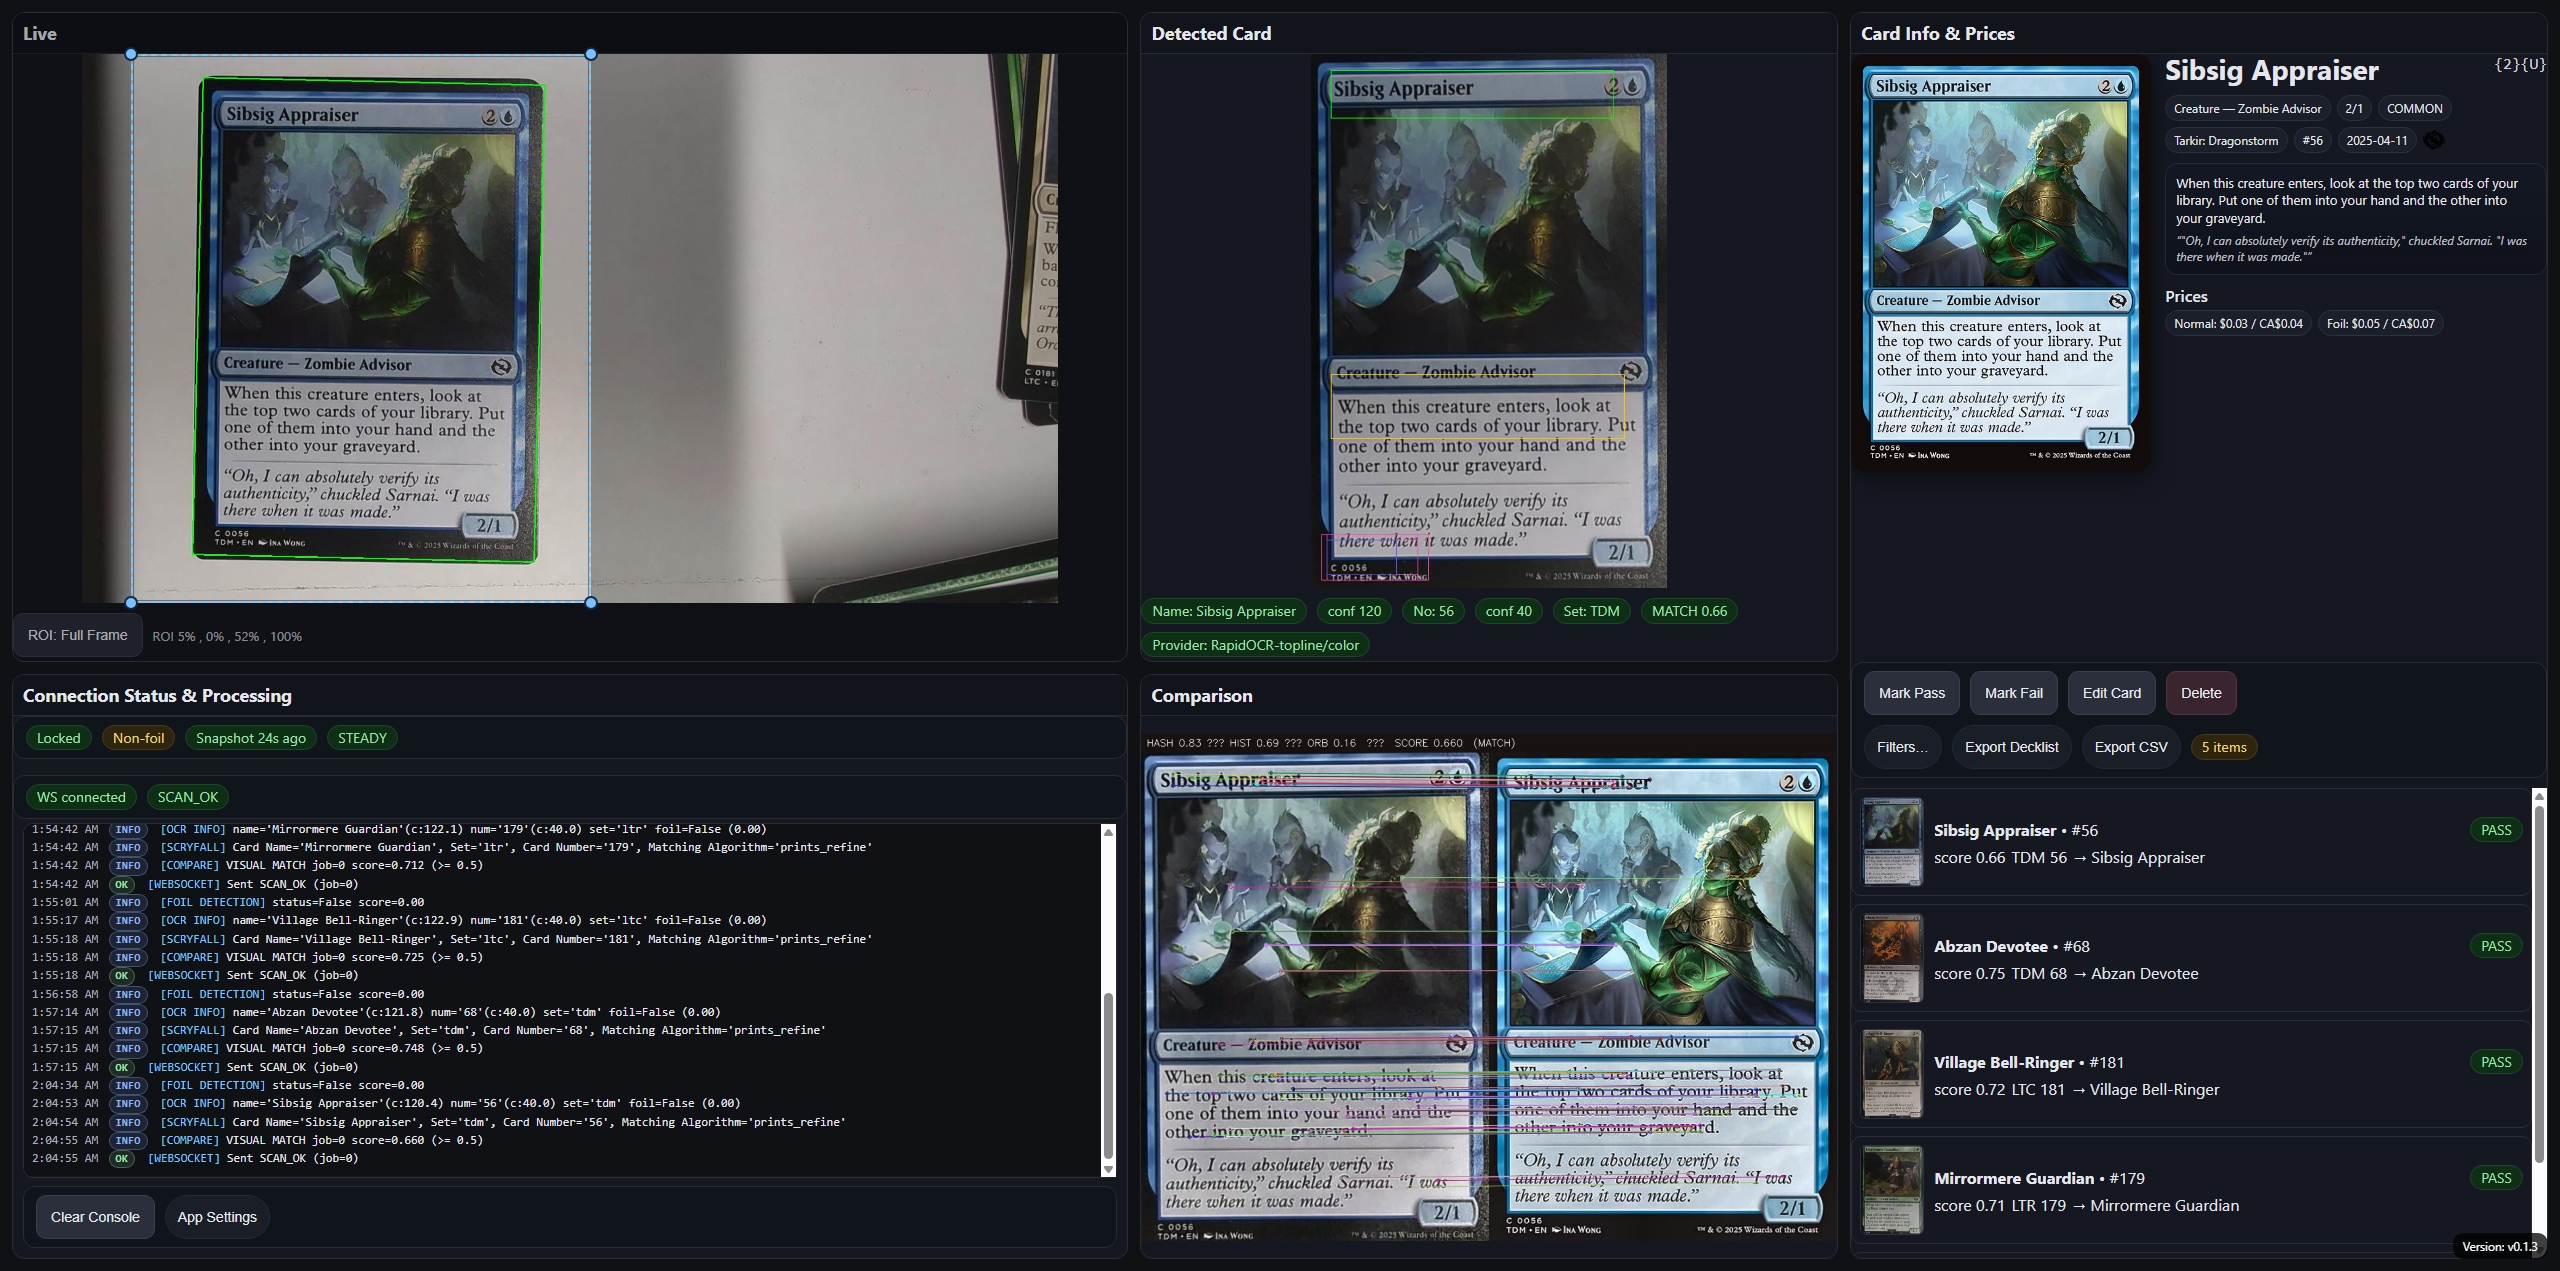 Live
Sibsig Appraiser 2
Creature — Zombie Advisor
When this creature enters, look at
the top two cards of your library. Put
one of them into your hand and the
other into your graveyard.
“Oh, I can absolutely verify its
authenticity,” chuckled Sarnai. “I was
there when it was made.”
2/1
C 0056
TDM • EN INA WONG
™ & © 2025 Wizards of the Coast
C 0181
LTC • E
ROI: Full Frame
ROI 5% , 0% , 52% , 100%
Detected Card
Sibsig Appraiser 2
Creature — Zombie Advisor
When this creature enters, look at
the top two cards of your library. Put
one of them into your hand and the
other into your graveyard.
“Oh, I can absolutely verify its
authenticity,” chuckled Sarnai. “I was
there when it was made.”
2/1
C 0056
TDM • EN INA WONG
™ & © 2025 Wizards of the Coast
Name: Sibsig Appraiser conf 120 No: 56 conf 40 Set: TDM MATCH 0.66
Provider: RapidOCR-topline/color
Card Info & Prices
Sibsig Appraiser 2
Creature — Zombie Advisor
When this creature enters, look at
the top two cards of your library. Put
one of them into your hand and the
other into your graveyard.
“Oh, I can absolutely verify its
authenticity,” chuckled Sarnai. “I was
there when it was made.”
2/1
C 0056
TDM • EN INA WONG
™ & © 2025 Wizards of the Coast
Sibsig Appraiser {2}{U}
Creature — Zombie Advisor 2/1 COMMON
Tarkir: Dragonstorm #56 2025-04-11
When this creature enters, look at the top two cards of your
library. Put one of them into your hand and the other into
your graveyard.
“"Oh, I can absolutely verify its authenticity," chuckled Sarnai. "I was
there when it was made."”
Prices
Normal: $0.03 / CA$0.04 Foil: $0.05 / CA$0.07
Connection Status & Processing
Locked Non-foil Snapshot 24s ago STEADY
WS connected SCAN_OK
1:54:42 AM INFO [OCR INFO] name='Mirrormere Guardian'(c:122.1) num='179'(c:40.0) set='ltr' foil=False (0.00)
1:54:42 AM INFO [SCRYFALL] Card Name='Mirrormere Guardian', Set='ltr', Card Number='179', Matching Algorithm='prints_refine'
1:54:42 AM INFO [COMPARE] VISUAL MATCH job=0 score=0.712 (>= 0.5)
1:54:42 AM OK [WEBSOCKET] Sent SCAN_OK (job=0)
1:55:01 AM INFO [FOIL DETECTION] status=False score=0.00
1:55:17 AM INFO [OCR INFO] name='Village Bell-Ringer'(c:122.9) num='181'(c:40.0) set='ltc' foil=False (0.00)
1:55:18 AM INFO [SCRYFALL] Card Name='Village Bell-Ringer', Set='ltc', Card Number='181', Matching Algorithm='prints_refine'
1:55:18 AM INFO [COMPARE] VISUAL MATCH job=0 score=0.725 (>= 0.5)
1:55:18 AM OK [WEBSOCKET] Sent SCAN_OK (job=0)
1:56:58 AM INFO [FOIL DETECTION] status=False score=0.00
1:57:14 AM INFO [OCR INFO] name='Abzan Devotee'(c:121.8) num='68'(c:40.0) set='tdm' foil=False (0.00)
1:57:15 AM INFO [SCRYFALL] Card Name='Abzan Devotee', Set='tdm', Card Number='68', Matching Algorithm='prints_refine'
1:57:15 AM INFO [COMPARE] VISUAL MATCH job=0 score=0.748 (>= 0.5)
1:57:15 AM OK [WEBSOCKET] Sent SCAN_OK (job=0)
2:04:34 AM INFO [FOIL DETECTION] status=False score=0.00
2:04:53 AM INFO [OCR INFO] name='Sibsig Appraiser'(c:120.4) num='56'(c:40.0) set='tdm' foil=False (0.00)
2:04:54 AM INFO [SCRYFALL] Card Name='Sibsig Appraiser', Set='tdm', Card Number='56', Matching Algorithm='prints_refine'
2:04:55 AM INFO [COMPARE] VISUAL MATCH job=0 score=0.660 (>= 0.5)
2:04:55 AM OK [WEBSOCKET] Sent SCAN_OK (job=0)
Clear Console App Settings
Comparison
HASH 0.83 ??? HIST 0.69 ??? ORB 0.16 ??? SCORE 0.660 (MATCH)
Sibsig Appraiser 2
Creature — Zombie Advisor
When this creature enters, look at
the top two cards of your library. Put
one of them into your hand and the
other into your graveyard.
“Oh, I can absolutely verify its
authenticity,” chuckled Sarnai. “I was
there when it was made.”
2/1
C 0056
TDM • EN INA WONG
™ & © 2025 Wizards of the Coast
Sibsig Appraiser 2
Creature — Zombie Advisor
When this creature enters, look at
the top two cards of your library. Put
one of them into your hand and the
other into your graveyard.
“Oh, I can absolutely verify its
authenticity,” chuckled Sarnai. “I was
there when it was made.”
2/1
C 0056
TDM • EN INA WONG
™ & © 2025 Wizards of the Coast
Mark Pass Mark Fail Edit Card Delete
Filters… Export Decklist Export CSV 5 items
Sibsig Appraiser • #56
score 0.66 TDM 56 → Sibsig Appraiser
PASS
Abzan Devotee • #68
score 0.75 TDM 68 → Abzan Devotee
PASS
Village Bell-Ringer • #181
score 0.72 LTC 181 → Village Bell-Ringer
PASS
Mirrormere Guardian • #179
score 0.71 LTR 179 → Mirrormere Guardian
PASS
Version: v0.1.3